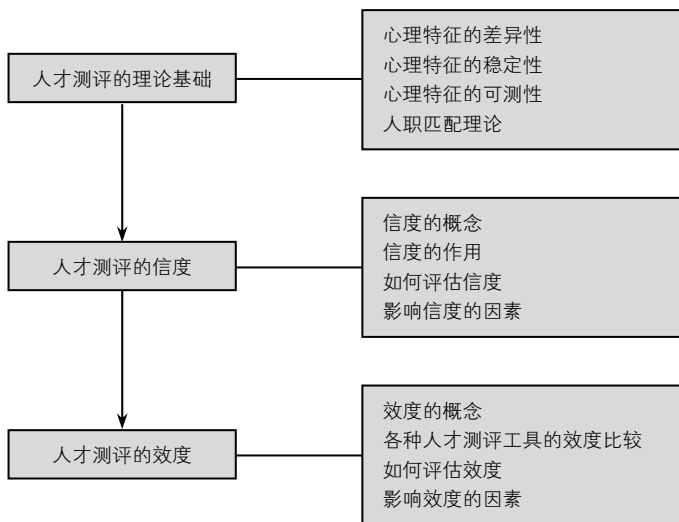 人才测评的理论基础
心理特征的差异性
心理特征的稳定性
心理特征的可测性
人职匹配理论
人才测评的信度
信度的概念
信度的作用
如何评估信度
影响信度的因素
人才测评的效度
效度的概念
各种人才测评工具的效度比较
如何评估效度
影响效度的因素